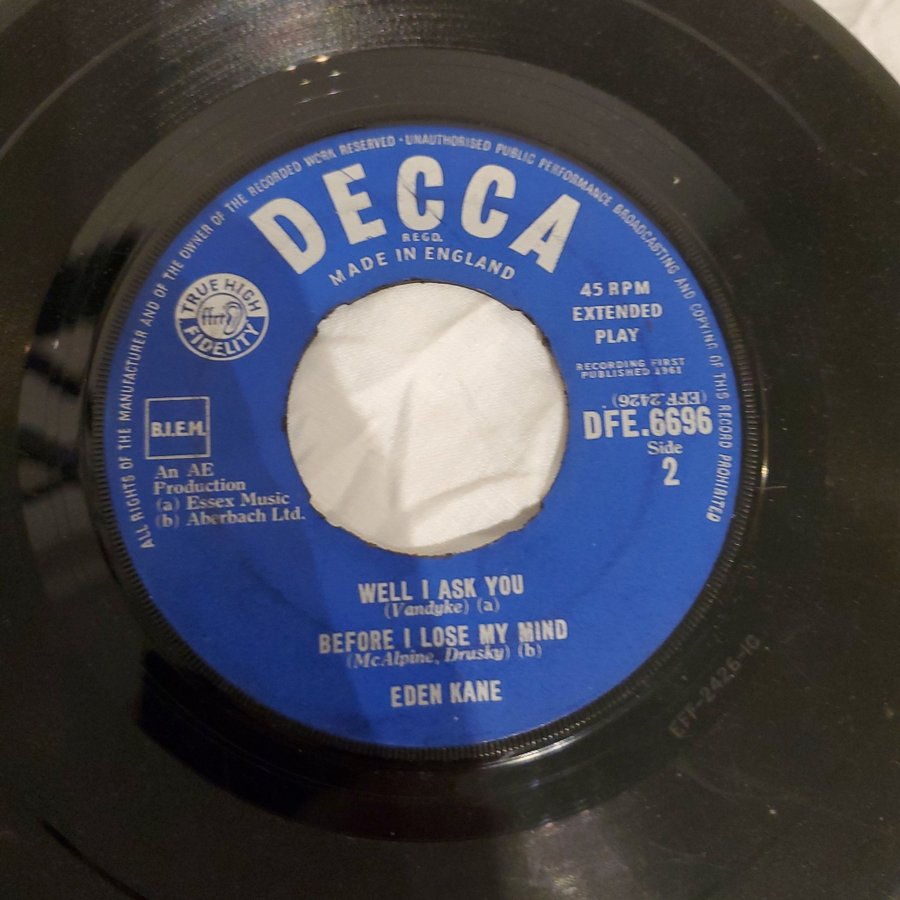 ALL RIGHTS OF THE MANUFACTURER AND OF THE OWNER OF THE RECORDED WORK RESERVED · UNAUTHORISED PUBLIC PERFORMANCE BROADCASTING AND COPYING OF THIS RECORD PROHIBITED
DECCA
REGD.
MADE IN ENGLAND
TRUE HIGH
ffrr
FIDELITY
45 RPM
EXTENDED
PLAY
RECORDING FIRST
PUBLISHED 1961
(EFF.2426)
DFE.6696
Side
2
B.I.E.M.
An AE
Production
(a) Essex Music
(b) Aberbach Ltd.
WELL I ASK YOU
(Vandyke) (a)
BEFORE I LOSE MY MIND
(McAlpine, Drusky) (b)
EDEN KANE
EFF-2426-1C